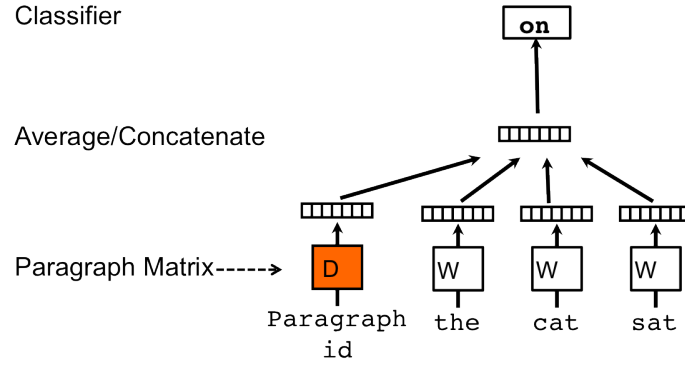 Classifier
on
Average/Concatenate
Paragraph Matrix
D
W
W
W
Paragraph
id
the
cat
sat